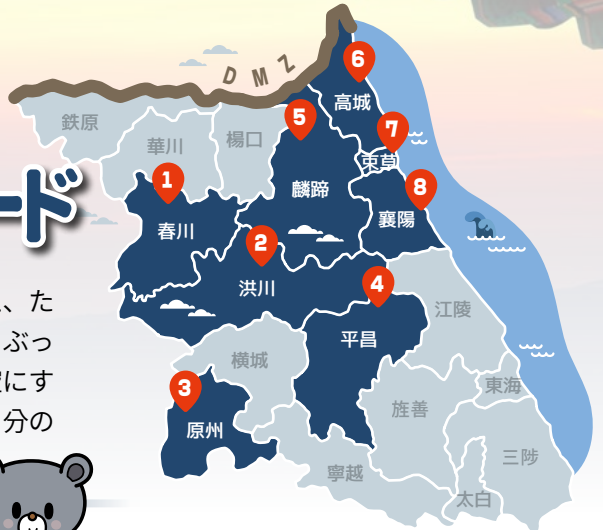 DMZ
6
高城
鉄原
5
7
華川
楊口
束草
1
麟蹄
8
ード
春川
襄陽
2
洪川
4
、た
江陵
ぶっ
平昌
横城
にす
3
東海
分の
旌善
原州
三陟
寧越
太白